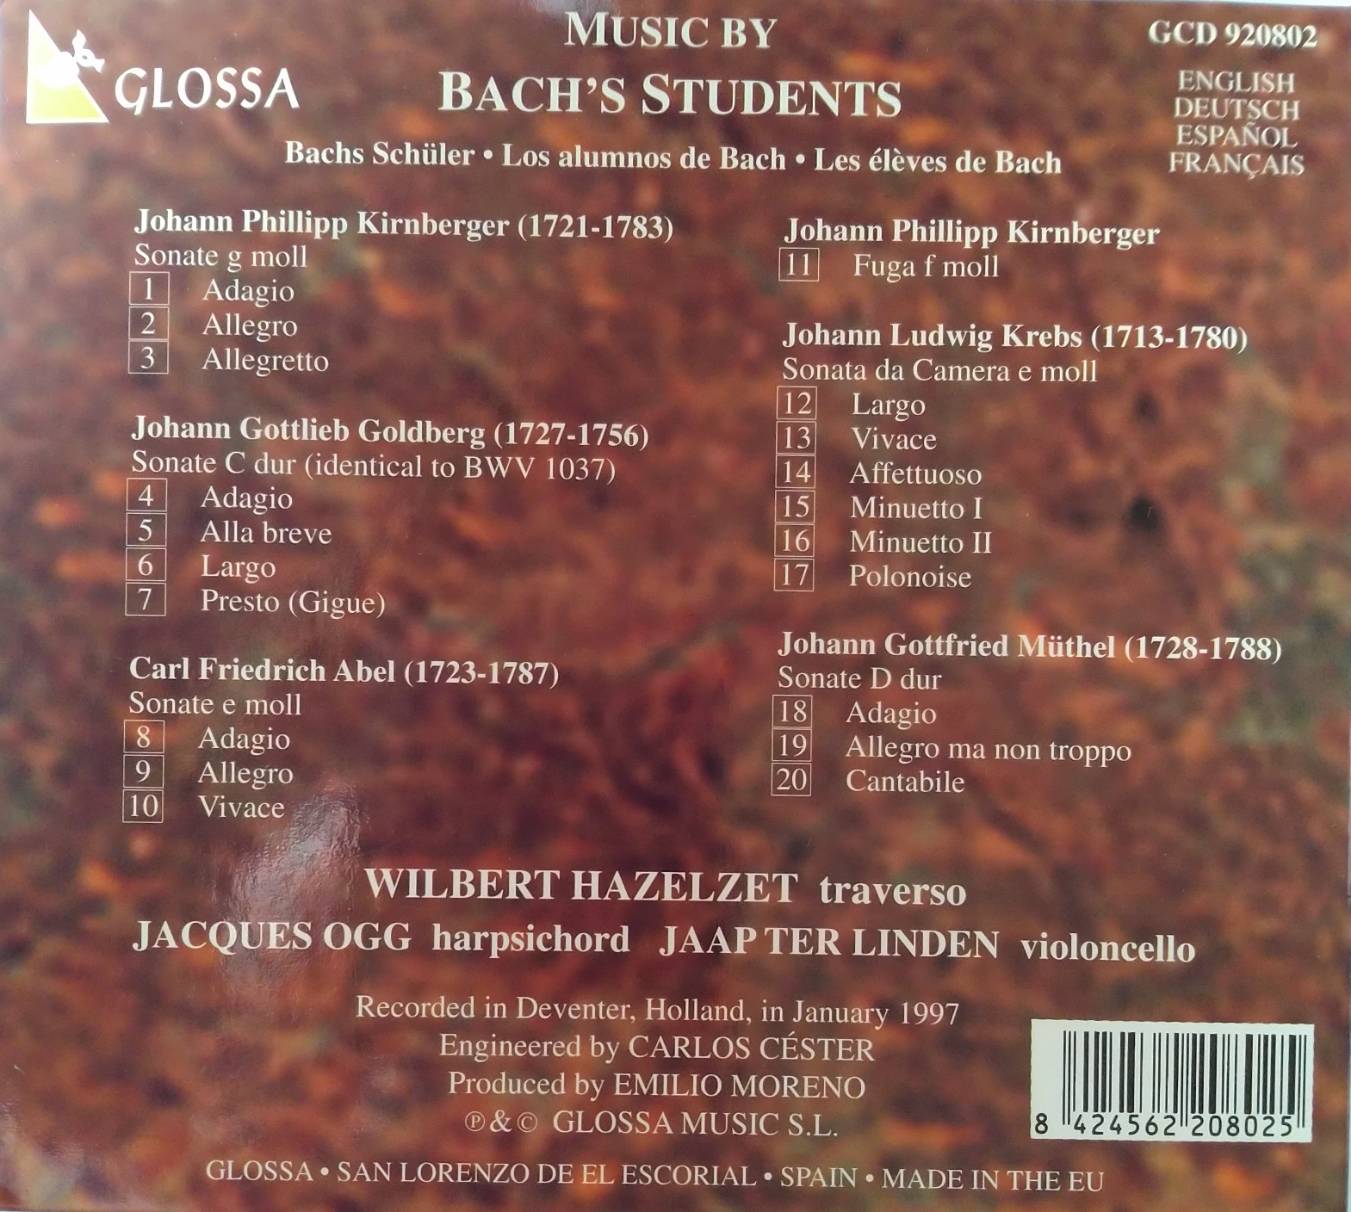 GLOSSA
MUSIC BY
BACH'S STUDENTS
Bachs Schüler • Los alumnos de Bach • Les élèves de Bach
GCD 920802
ENGLISH
DEUTSCH
ESPAÑOL
FRANÇAIS
Johann Phillipp Kirnberger (1721-1783)
Sonate g moll
1 Adagio
2 Allegro
3 Allegretto
Johann Gottlieb Goldberg (1727-1756)
Sonate C dur (identical to BWV 1037)
4 Adagio
5 Alla breve
6 Largo
7 Presto (Gigue)
Carl Friedrich Abel (1723-1787)
Sonate e moll
8 Adagio
9 Allegro
10 Vivace
Johann Phillipp Kirnberger
11 Fuga f moll
Johann Ludwig Krebs (1713-1780)
Sonata da Camera e moll
12 Largo
13 Vivace
14 Affettuoso
15 Minuetto I
16 Minuetto II
17 Polonoise
Johann Gottfried Müthel (1728-1788)
Sonate D dur
18 Adagio
19 Allegro ma non troppo
20 Cantabile
WILBERT HAZELZET traverso
JACQUES OGG harpsichord JAAP TER LINDEN violoncello
Recorded in Deventer, Holland, in January 1997
Engineered by CARLOS CÉSTER
Produced by EMILIO MORENO
℗ & © GLOSSA MUSIC S.L.
GLOSSA • SAN LORENZO DE EL ESCORIAL • SPAIN • MADE IN THE EU
8 424562 208025